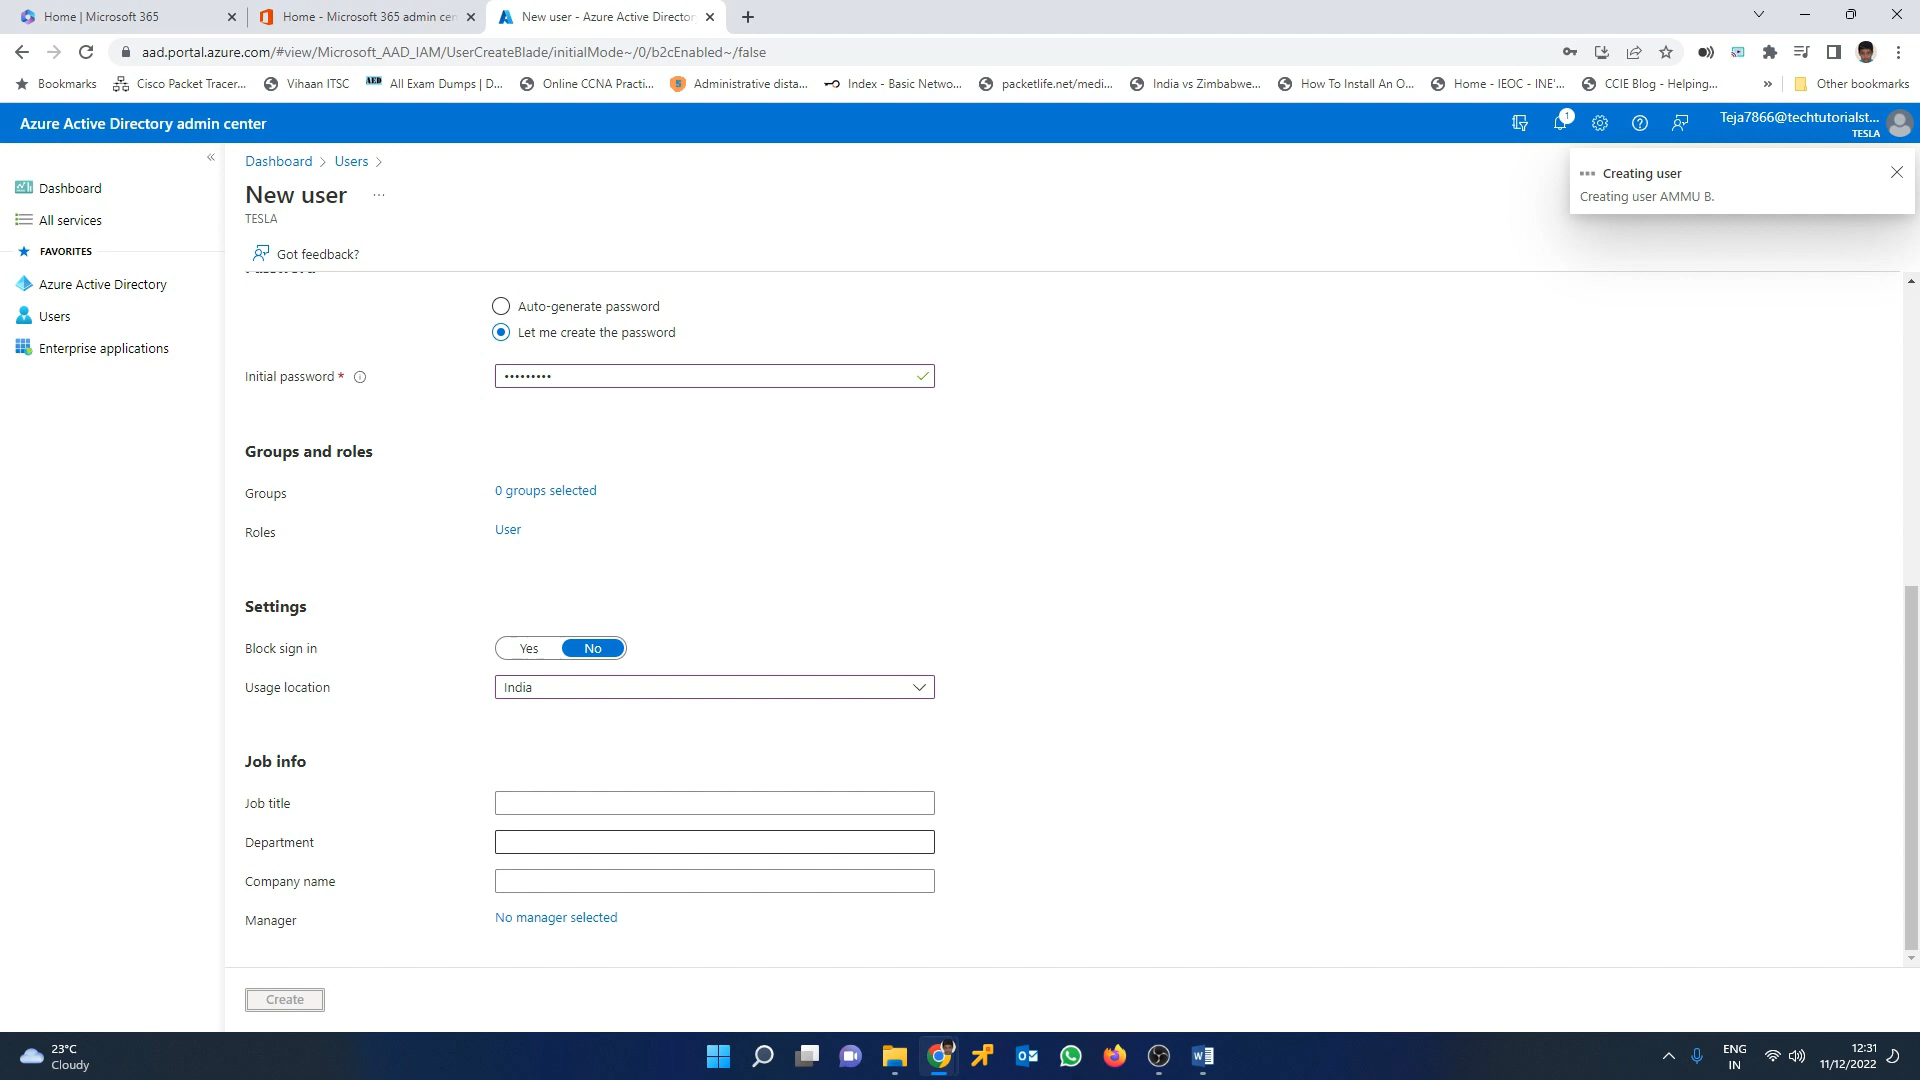 Home | Microsoft 365
Home - Microsoft 365 admin cen
New user - Azure Active Director
aad.portal.azure.com/#view/Microsoft_AAD_IAM/UserCreateBlade/initialMode~/0/b2cEnabled~/false
Bookmarks
Cisco Packet Tracer...
Vihaan ITSC
AED
All Exam Dumps | D...
Online CCNA Practi...
Administrative dista...
Index - Basic Netwo...
packetlife.net/medi...
India vs Zimbabwe...
How To Install An O...
Home - IEOC - INE'...
CCIE Blog - Helping...
»
Other bookmarks
Azure Active Directory admin center
1
Teja7866@techtutorialst...
TESLA
Dashboard
All services
FAVORITES
Azure Active Directory
Users
Enterprise applications
Dashboard > Users >
New user ...
TESLA
Got feedback?
Creating user
Creating user AMMU B.
Password
Auto-generate password
Let me create the password
Initial password *
•••••••••
Groups and roles
Groups
0 groups selected
Roles
User
Settings
Block sign in
Yes
No
Usage location
India
Job info
Job title
Department
Company name
Manager
No manager selected
Create
23°C
Cloudy
ENG
IN
12:31
11/12/2022